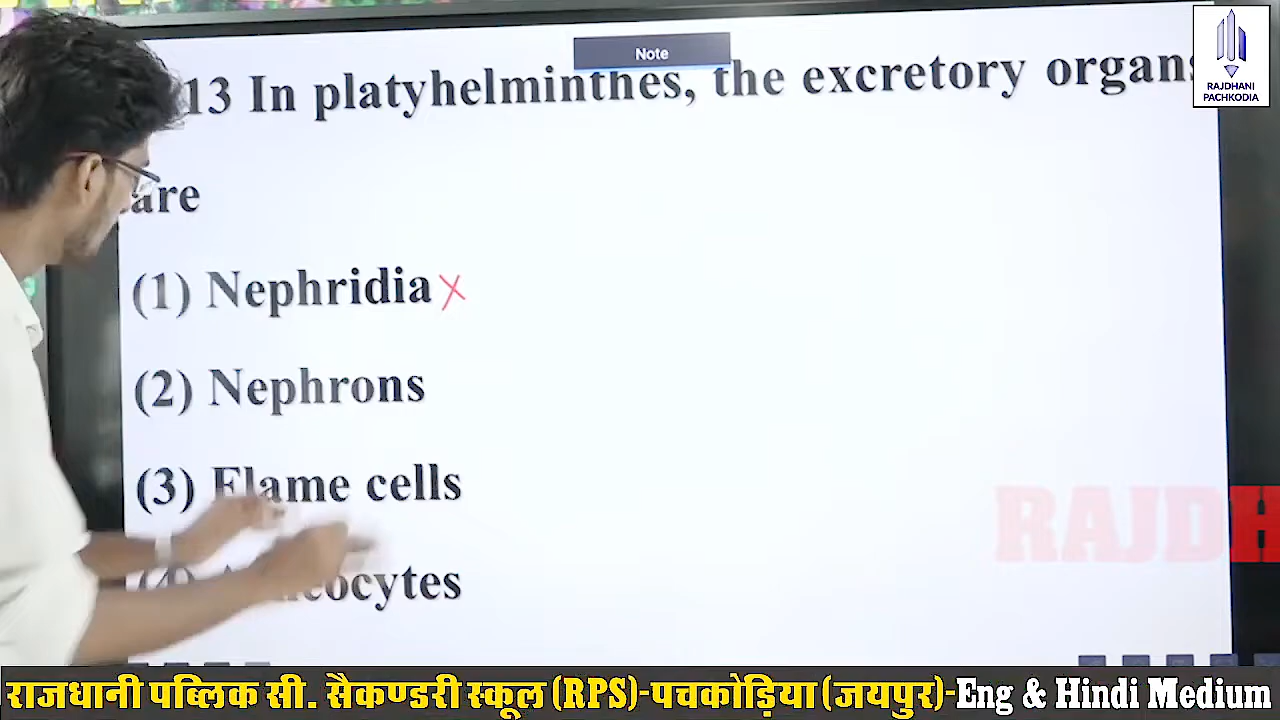 Note
13 In platyhelminthes, the excretory organs
are
(1) Nephridia X
(2) Nephrons
(3) Flame cells
RAJDHANI
PACHKODIA
RAJDH
राजधानी पब्लिक सी. सैकण्डरी स्कूल (RPS)-पचकोड़िया (जयपुर)-Eng & Hindi Medium